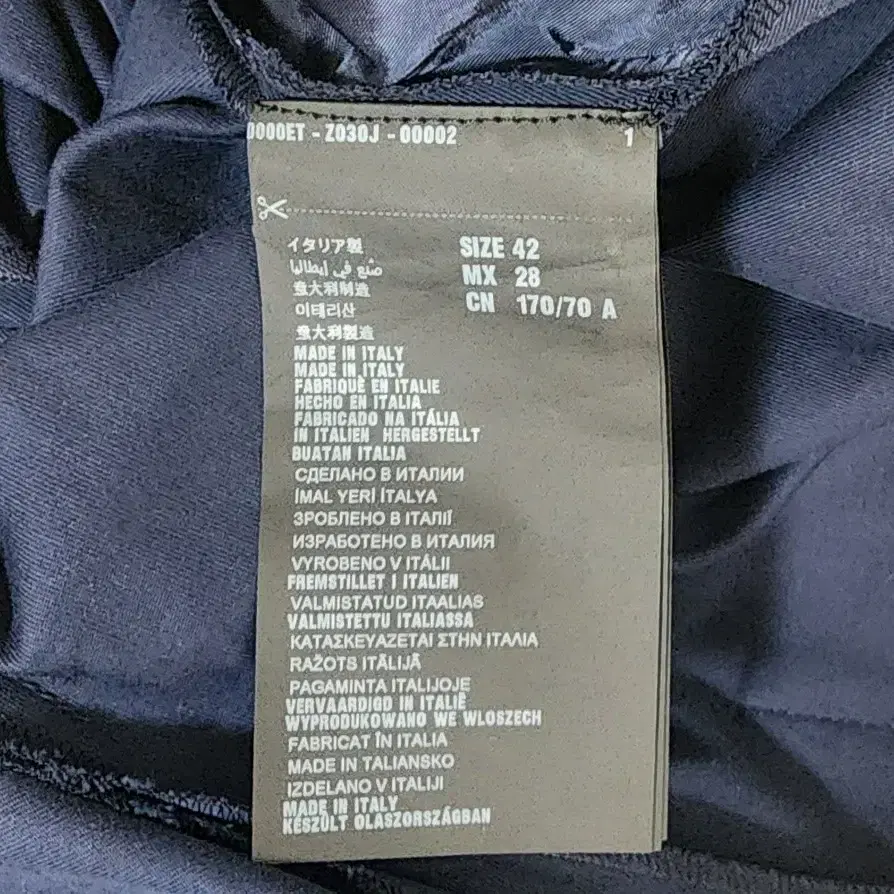 0000ET - Z030J - 00002 1
イタリア製
صنع في إيطاليا
意大利制造
이태리산
意大利製造
SIZE 42
MX 28
CN 170/70 A
MADE IN ITALY
MADE IN ITALY
FABRIQUÉ EN ITALIE
HECHO EN ITALIA
FABRICADO NA ITÁLIA
IN ITALIEN HERGESTELLT
BUATAN ITALIA
СДЕЛАНО В ИТАЛИИ
İMAL YERİ İTALYA
ЗРОБЛЕНО В ІТАЛІЇ
ИЗРАБОТЕНО В ИТАЛИЯ
VYROBENO V ITÁLII
FREMSTILLET I ITALIEN
VALMISTATUD ITAALIAS
VALMISTETTU ITALIASSA
ΚΑΤΑΣΚΕΥΑΖΕΤΑΙ ΣΤΗΝ ΙΤΑΛΙΑ
RAŽOTS ITĀLIJĀ
PAGAMINTA ITALIJOJE
VERVAARDIGD IN ITALIË
WYPRODUKOWANO WE WLOSZECH
FABRICAT ÎN ITALIA
MADE IN TALIANSKO
IZDELANO V ITALIJI
MADE IN ITALY
KÉSZÜLT OLASZORSZÁGBAN